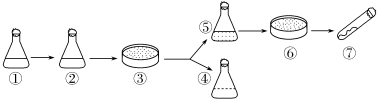 ⑤
① ② ③ ④ ⑥ ⑦